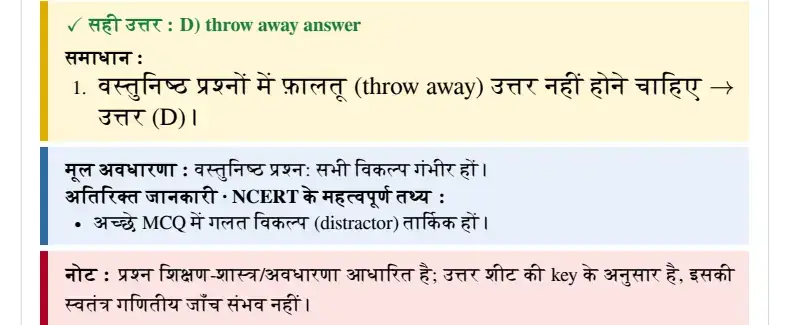 ✓ सही उत्तर : D) throw away answer
समाधान :
1. वस्तुनिष्ठ प्रश्नों में फ़ालतू (throw away) उत्तर नहीं होने चाहिए →
उत्तर (D)।
मूल अवधारणा : वस्तुनिष्ठ प्रश्न: सभी विकल्प गंभीर हों।
अतिरिक्त जानकारी · NCERT के महत्वपूर्ण तथ्य :
• अच्छे MCQ में गलत विकल्प (distractor) तार्किक हों।
नोट : प्रश्न शिक्षण-शास्त्र/अवधारणा आधारित है; उत्तर शीट की key के अनुसार है, इसकी
स्वतंत्र गणितीय जाँच संभव नहीं।